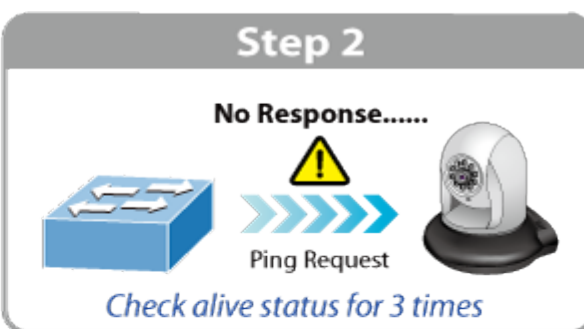 Step 2
No Response......
Ping Request
Check alive status for 3 times